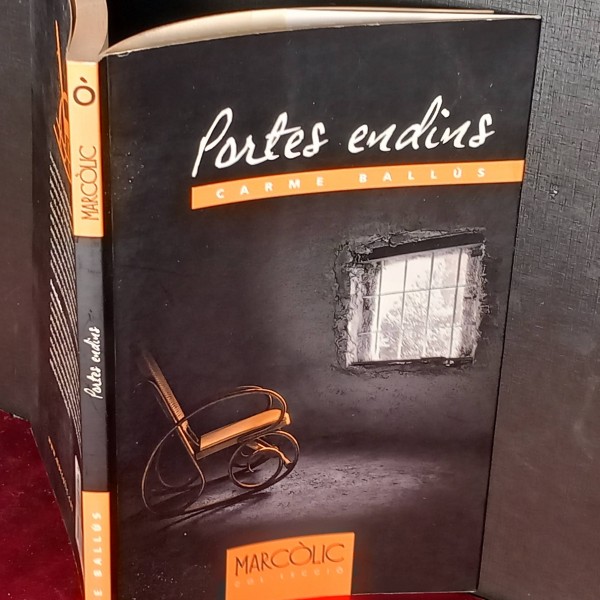 Portes endins
CARME BALLÚS
MARCÒLIC
COL·LECCIÓ
Ò
MARCÒLIC
Portes endins
E BALLÚS